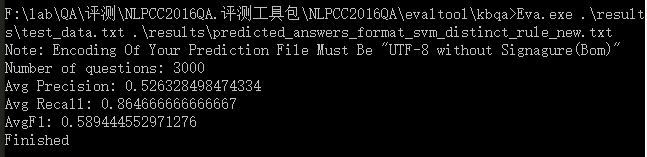 F:\lab\QA\评测\NLPCC2016QA.评测工具包\NLPCC2016QA\evaltool\kbqa>Eva.exe .\result
s\test_data.txt .\results\predicted_answers_format_svm_distinct_rule_new.txt
Note: Encoding Of Your Prediction File Must Be "UTF-8 without Signagure(Bom)"
Number of questions: 3000
Avg Precision: 0.526328498474334
Avg Recall: 0.864666666666667
AvgF1: 0.589444552971276
Finished